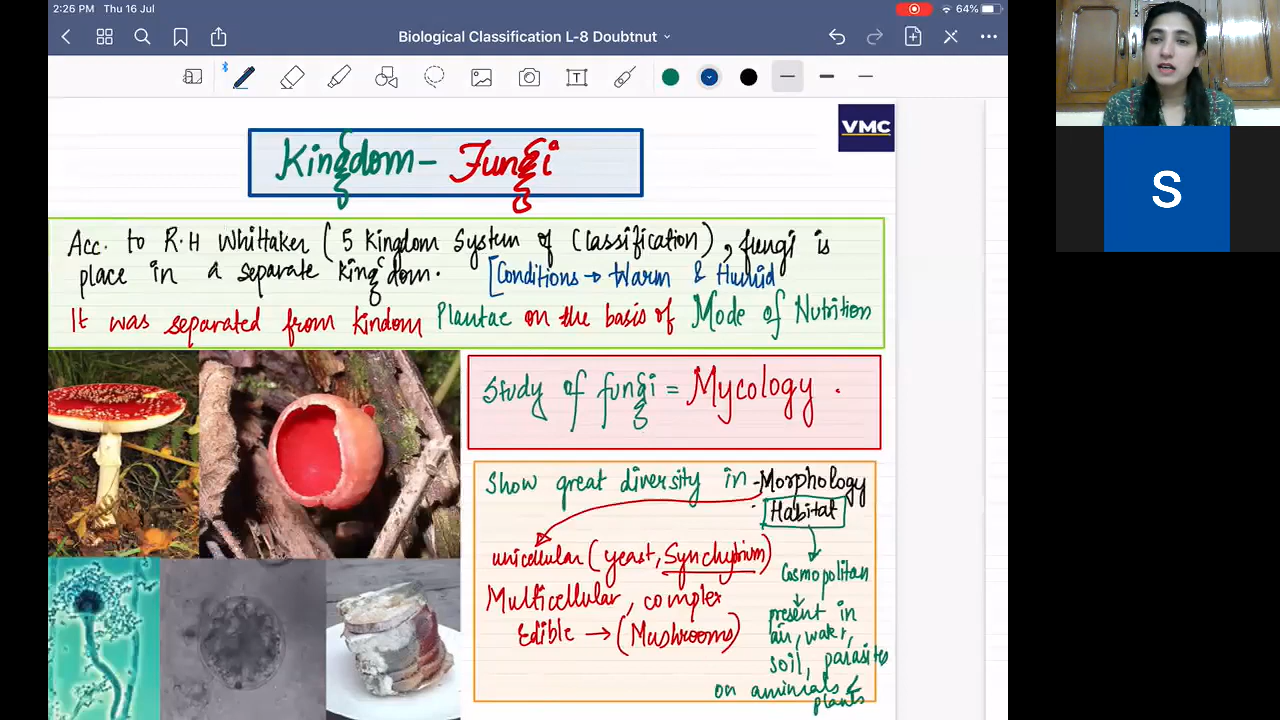 2:26 PM Thu 16 Jul
64%
Biological Classification L-8 Doubtnut
T
VMC
Kingdom - Fungi
Acc. to R.H Whittaker ( 5 Kingdom System of Classification ) , fungi is
place in a separate kingdom.
[Conditions → Warm & Humid
It was separated from kindom Plantae on the basis of Mode of Nutrition
Study of fungi = Mycology .
Show great diversity in - Morphology
Habitat
unicellular ( yeast, Synchytrium )
Multicellular , complex
Edible → ( Mushrooms )
Cosmopolitan
present in
air, water,
soil, parasites
on aminials &
plants
S